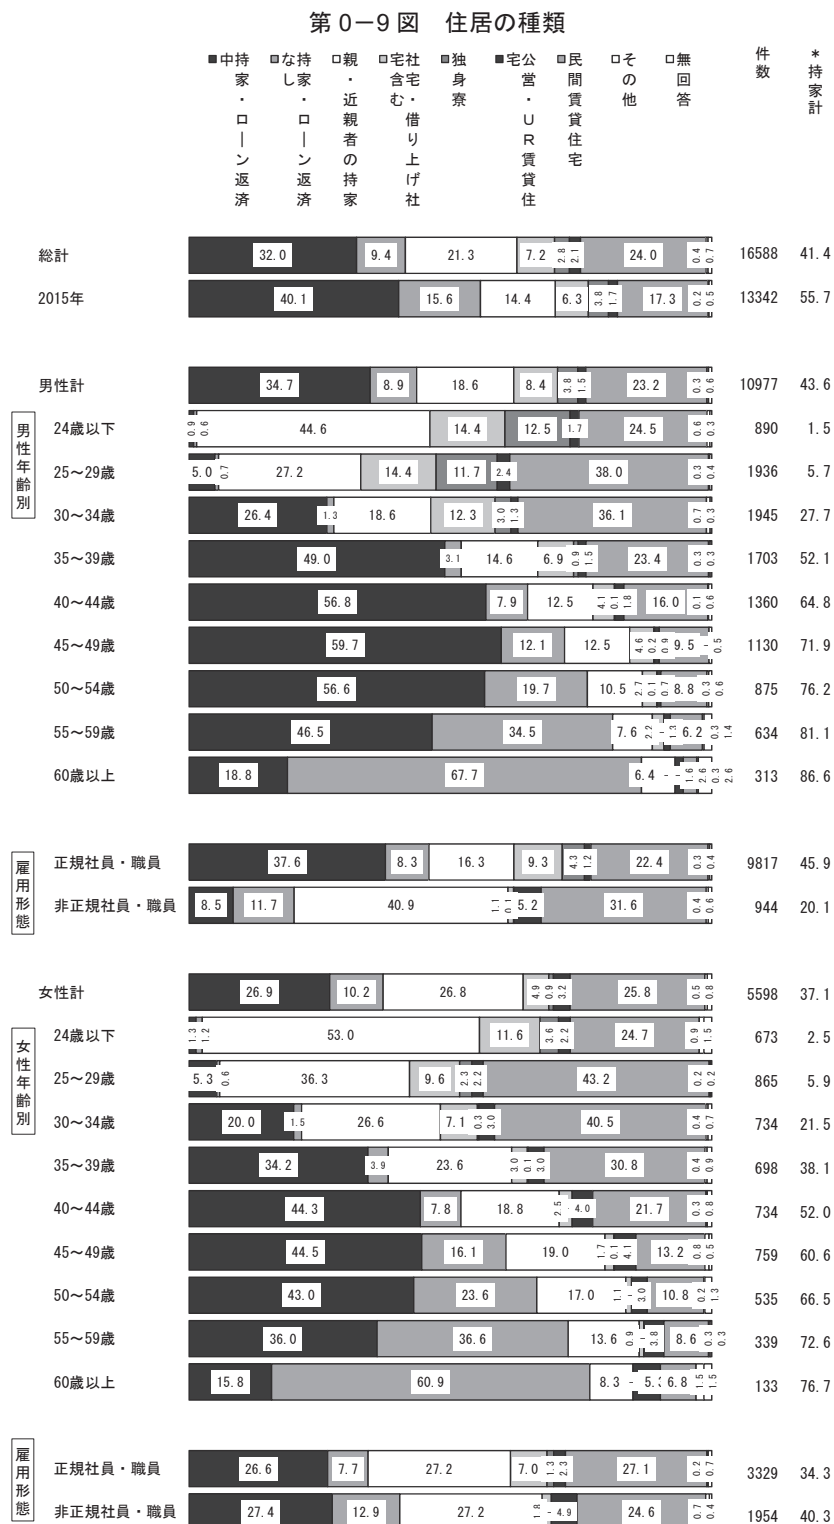 第0－9図　住居の種類
■持家・ローン返済中
■持家・ローン返済なし
□親・近親者の持家
□社宅・借り上げ社宅含む
■独身寮
■公営・UR賃貸住宅
■民間賃貸住宅
□その他
□無回答
件数
＊持家計
総計 32.0 9.4 21.3 7.2 2.8 2.1 24.0 0.4 0.7 16588 41.4
2015年 40.1 15.6 14.4 6.3 3.8 1.7 17.3 0.2 0.5 13342 55.7
男性計 34.7 8.9 18.6 8.4 3.8 1.5 23.2 0.3 0.6 10977 43.6
男性年齢別
24歳以下 0.9 0.6 44.6 14.4 12.5 1.7 24.5 0.6 0.3 890 1.5
25～29歳 5.0 0.7 27.2 14.4 11.7 2.4 38.0 0.3 0.4 1936 5.7
30～34歳 26.4 1.3 18.6 12.3 3.0 1.3 36.1 0.7 0.3 1945 27.7
35～39歳 49.0 3.1 14.6 6.9 0.9 1.5 23.4 0.3 0.3 1703 52.1
40～44歳 56.8 7.9 12.5 4.1 0.1 1.8 16.0 0.1 0.6 1360 64.8
45～49歳 59.7 12.1 12.5 4.6 0.2 0.9 9.5 - 0.5 1130 71.9
50～54歳 56.6 19.7 10.5 2.7 0.1 0.7 8.8 0.3 0.6 875 76.2
55～59歳 46.5 34.5 7.6 2.2 - 1.3 6.2 0.3 1.4 634 81.1
60歳以上 18.8 67.7 6.4 - - 1.6 2.6 0.3 2.6 313 86.6
雇用形態
正規社員・職員 37.6 8.3 16.3 9.3 4.3 1.2 22.4 0.3 0.4 9817 45.9
非正規社員・職員 8.5 11.7 40.9 1.1 0.1 5.2 31.6 0.4 0.6 944 20.1
女性計 26.9 10.2 26.8 4.9 0.9 3.2 25.8 0.5 0.8 5598 37.1
女性年齢別
24歳以下 1.3 1.2 53.0 11.6 3.6 2.2 24.7 0.9 1.5 673 2.5
25～29歳 5.3 0.6 36.3 9.6 2.3 2.2 43.2 0.2 0.2 865 5.9
30～34歳 20.0 1.5 26.6 7.1 0.3 3.0 40.5 0.4 0.7 734 21.5
35～39歳 34.2 3.9 23.6 3.0 0.1 3.0 30.8 0.4 0.9 698 38.1
40～44歳 44.3 7.8 18.8 2.5 - 4.0 21.7 0.3 0.8 734 52.0
45～49歳 44.5 16.1 19.0 1.7 0.1 4.1 13.2 0.8 0.5 759 60.6
50～54歳 43.0 23.6 17.0 1.1 - 3.0 10.8 0.2 1.3 535 66.5
55～59歳 36.0 36.6 13.6 0.9 - 3.8 8.6 0.3 0.3 339 72.6
60歳以上 15.8 60.9 8.3 - 5.3 6.8 1.5 1.5 133 76.7
雇用形態
正規社員・職員 26.6 7.7 27.2 7.0 1.3 2.3 27.1 0.2 0.7 3329 34.3
非正規社員・職員 27.4 12.9 27.2 1.8 - 4.9 24.6 0.7 0.4 1954 40.3